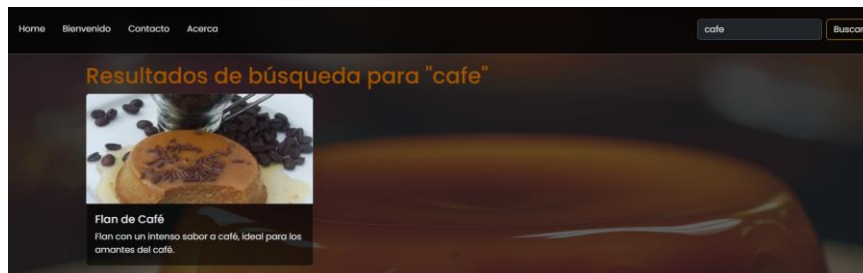 Home Bienvenido Contacto Acerca cafe Buscar
Resultados de búsqueda para "cafe"
Flan de Café
Flan con un intenso sabor a café, ideal para los
amantes del café.